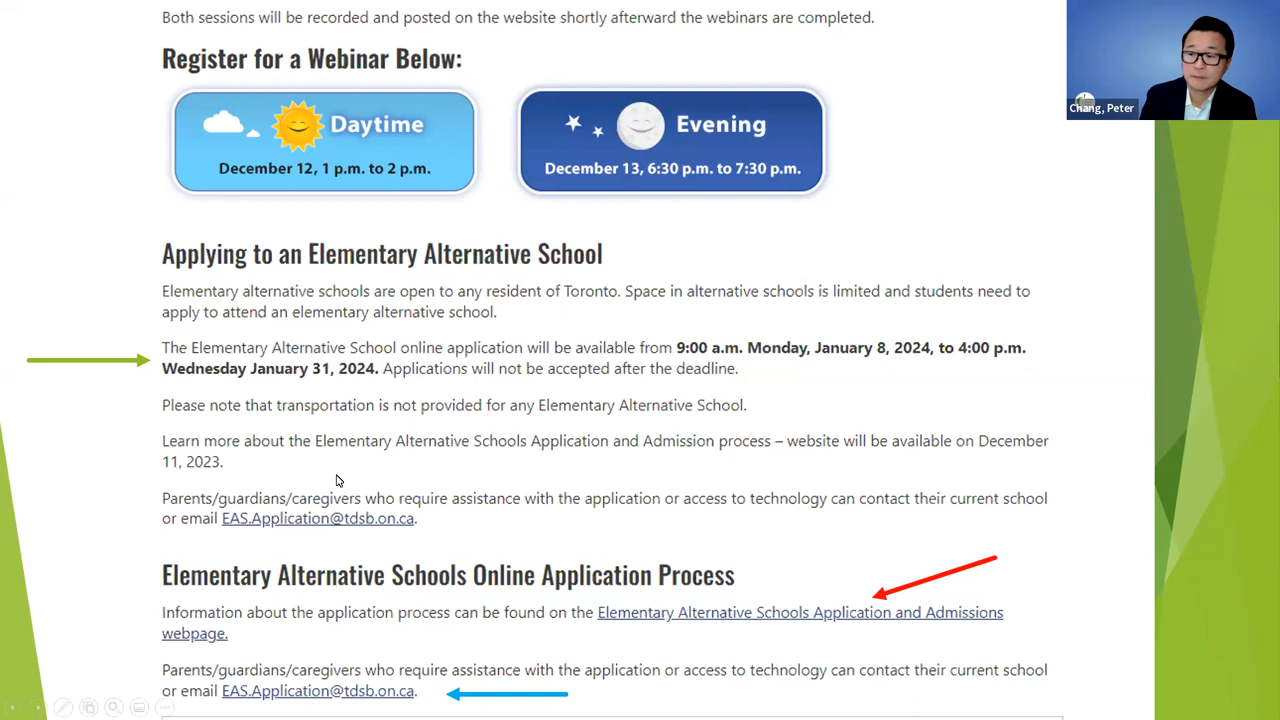 Both sessions will be recorded and posted on the website shortly afterward the webinars are completed.
Chang, Peter
Register for a Webinar Below:
Daytime
December 12, 1 p.m. to 2 p.m.
Evening
December 13, 6:30 p.m. to 7:30 p.m.
Applying to an Elementary Alternative School
Elementary alternative schools are open to any resident of Toronto. Space in alternative schools is limited and students need to
apply to attend an elementary alternative school.
The Elementary Alternative School online application will be available from 9:00 a.m. Monday, January 8, 2024, to 4:00 p.m.
Wednesday January 31, 2024. Applications will not be accepted after the deadline.
Please note that transportation is not provided for any Elementary Alternative School.
Learn more about the Elementary Alternative Schools Application and Admission process – website will be available on December
11, 2023.
Parents/guardians/caregivers who require assistance with the application or access to technology can contact their current school
or email EAS.Application@tdsb.on.ca.
Elementary Alternative Schools Online Application Process
Information about the application process can be found on the Elementary Alternative Schools Application and Admissions
webpage.
Parents/guardians/caregivers who require assistance with the application or access to technology can contact their current school
or email EAS.Application@tdsb.on.ca.